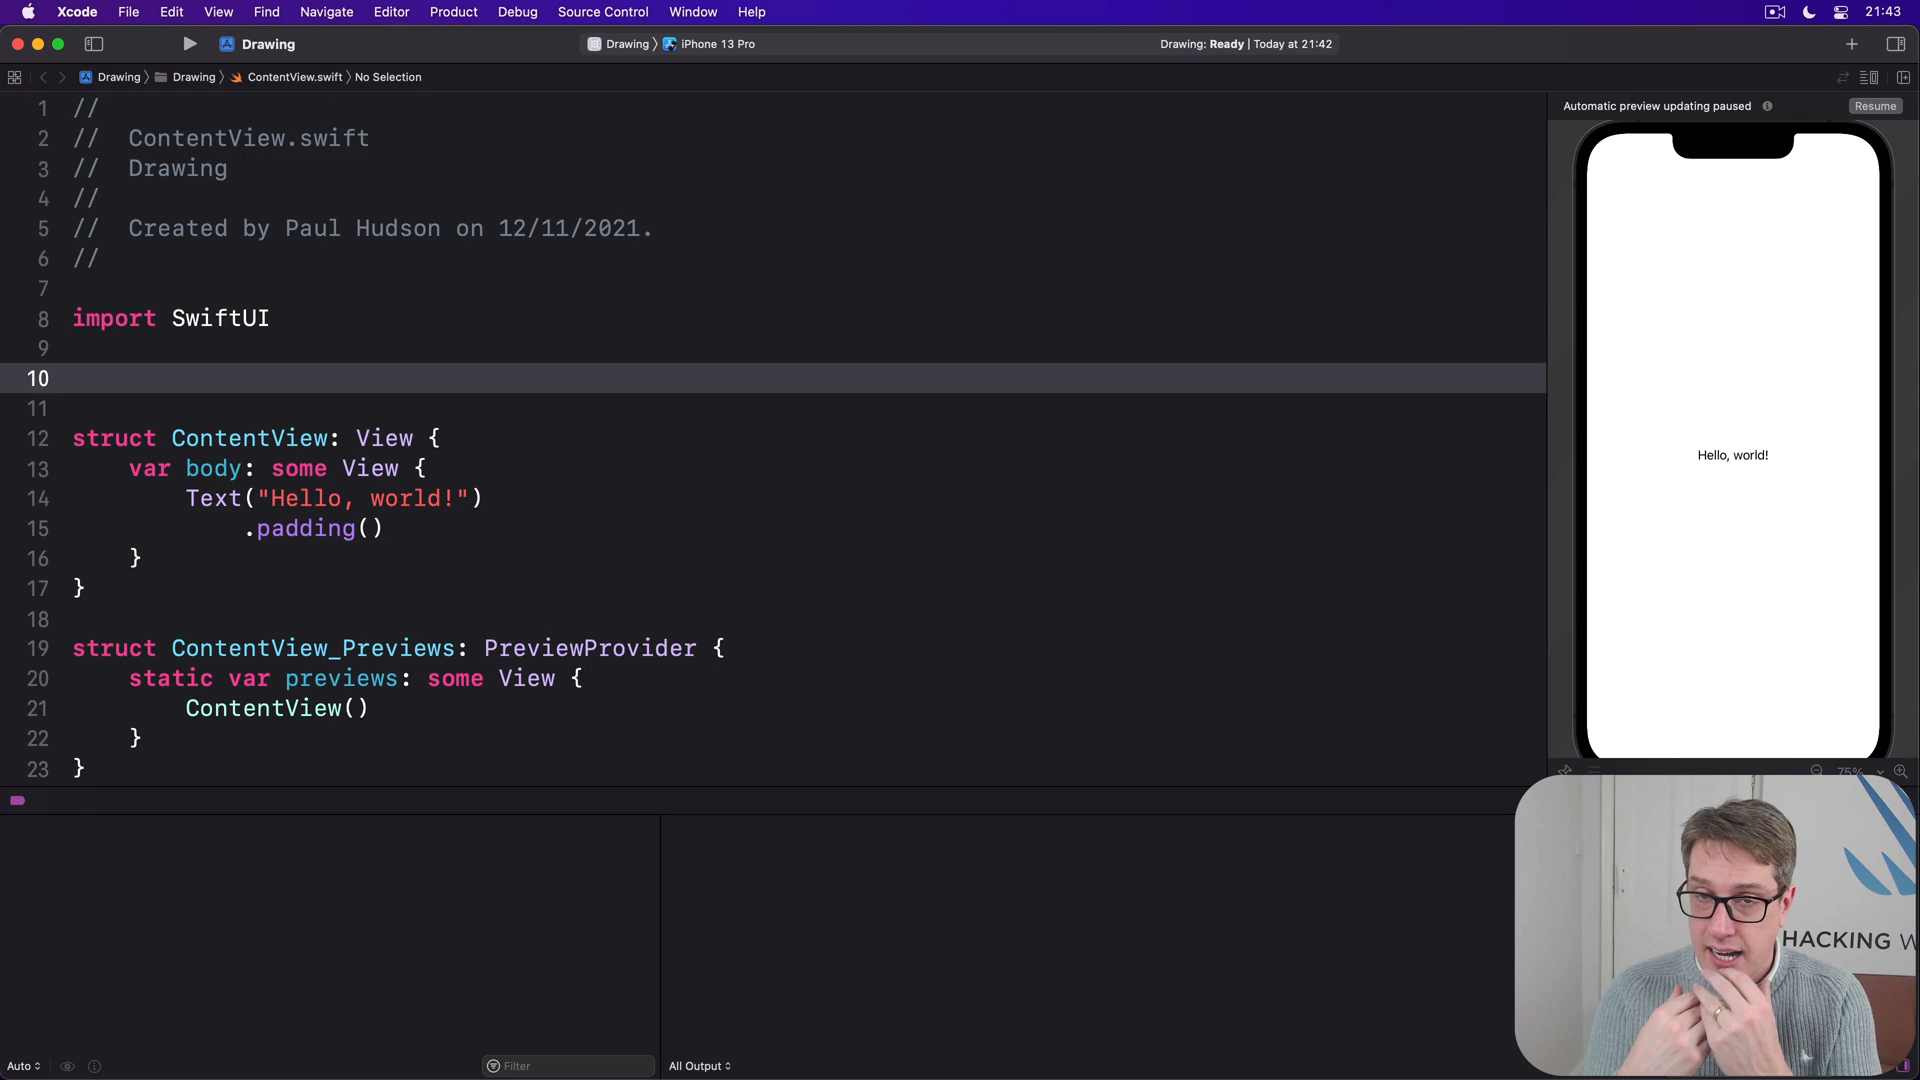 Xcode File Edit View Find Navigate Editor Product Debug Source Control Window Help 21:43
Drawing
Drawing 〉 iPhone 13 Pro
Drawing: Ready | Today at 21:42
Drawing 〉 Drawing 〉 ContentView.swift 〉 No Selection
1 //
2 //  ContentView.swift
3 //  Drawing
4 //
5 //  Created by Paul Hudson on 12/11/2021.
6 //
7
8 import SwiftUI
9
10
11
12 struct ContentView: View {
13     var body: some View {
14         Text("Hello, world!")
15             .padding()
16     }
17 }
18
19 struct ContentView_Previews: PreviewProvider {
20     static var previews: some View {
21         ContentView()
22     }
23 }
Automatic preview updating paused Resume
Hello, world!
75%
HACKING W
Auto
Filter
All Output